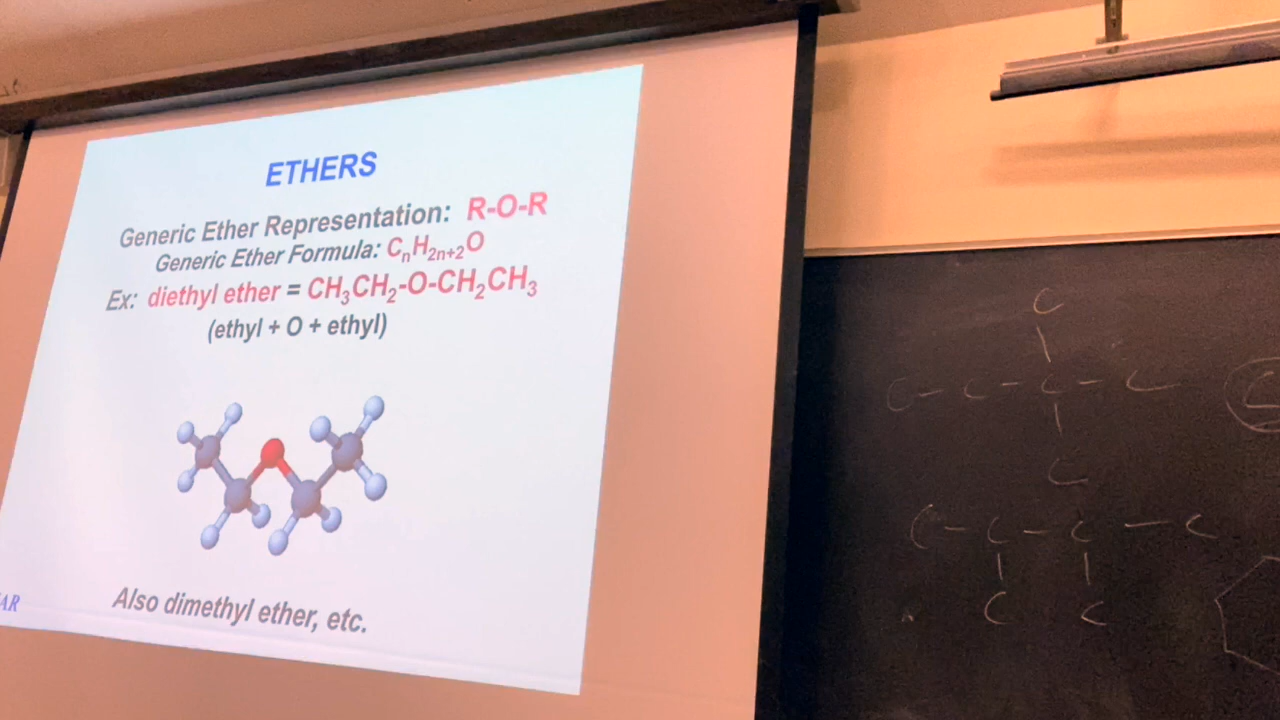 ETHERS
Generic Ether Representation: R-O-R
Generic Ether Formula: CnH2n+2O
Ex: diethyl ether = CH3CH2-O-CH2CH3
(ethyl + O + ethyl)
Also dimethyl ether, etc.
AR
C
C - C - C - C
C
C - C - C - C
C C